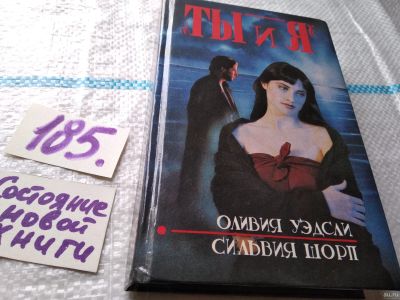 ТЫ И Я
ОЛИВИЯ УЭДСЛИ
СИЛЬВИЯ ШОРП
185.
Состояние
новой
книги